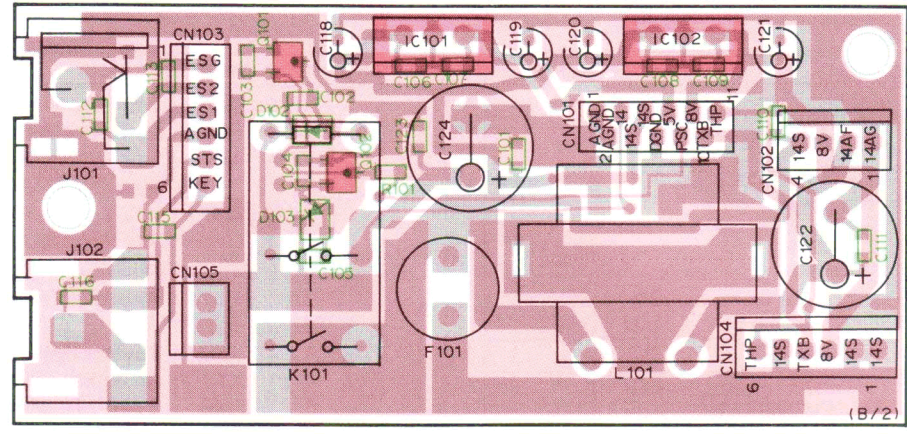 CN103
1
ESG
ES2
ES1
AGND
STS
KEY
6
J101
C112
C113
C115
J102
C116
CN105
Q101
C103
D102
C102
C104
Q102
R101
D103
C105
K101
C118
IC101
C106
C107
C119
C123
C124
C101
F101
C120
IC102
C108
C109
C121
CN101
1
AGND
AGND
14
14S
14S
DGND
5V
PSC
8V
TXB
THP
2
10
11
L101
C110
CN102
14S
8V
14AF
14AG
4
1
C122
C111
CN104
THP
14S
TXB
8V
14S
14S
6
1
(B/2)